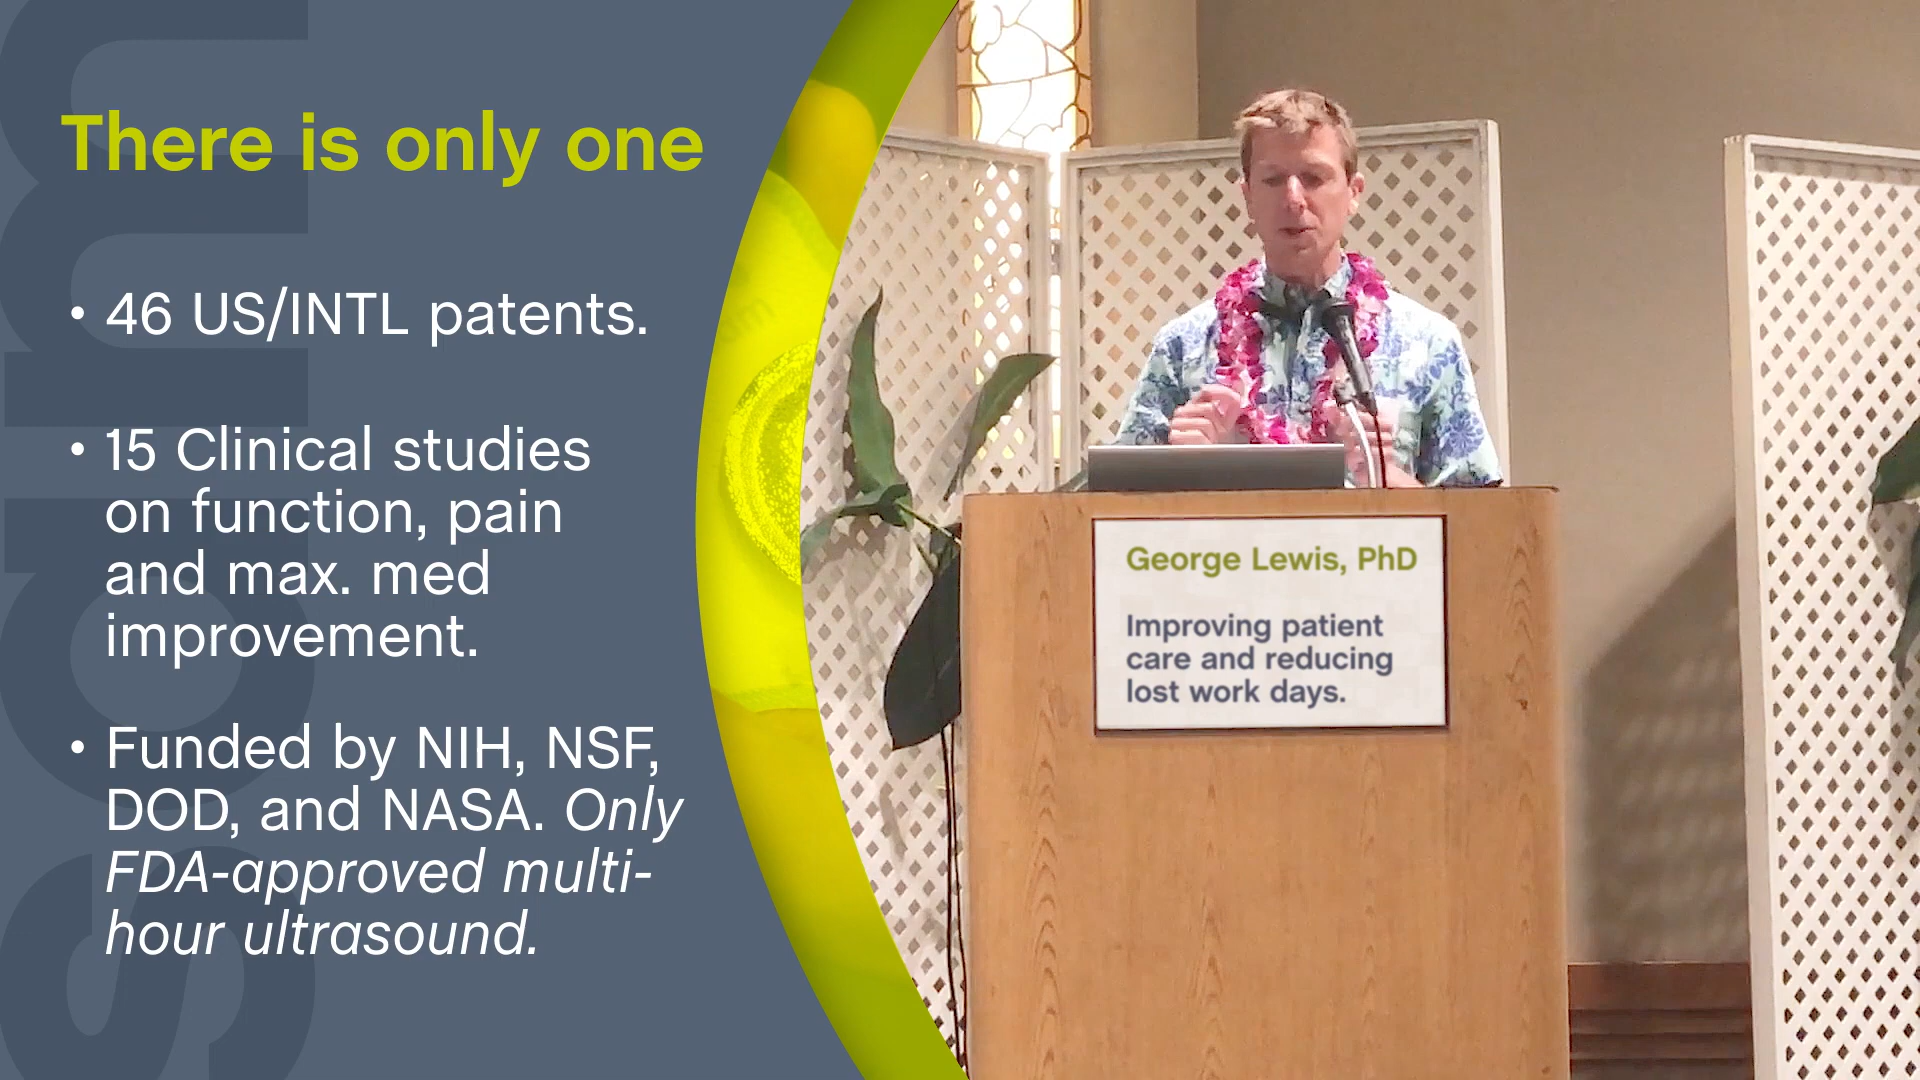 There is only one
• 46 US/INTL patents.
• 15 Clinical studies
on function, pain
and max. med
improvement.
• Funded by NIH, NSF,
DOD, and NASA. Only
FDA-approved multi-
hour ultrasound.
George Lewis, PhD
Improving patient
care and reducing
lost work days.
sam